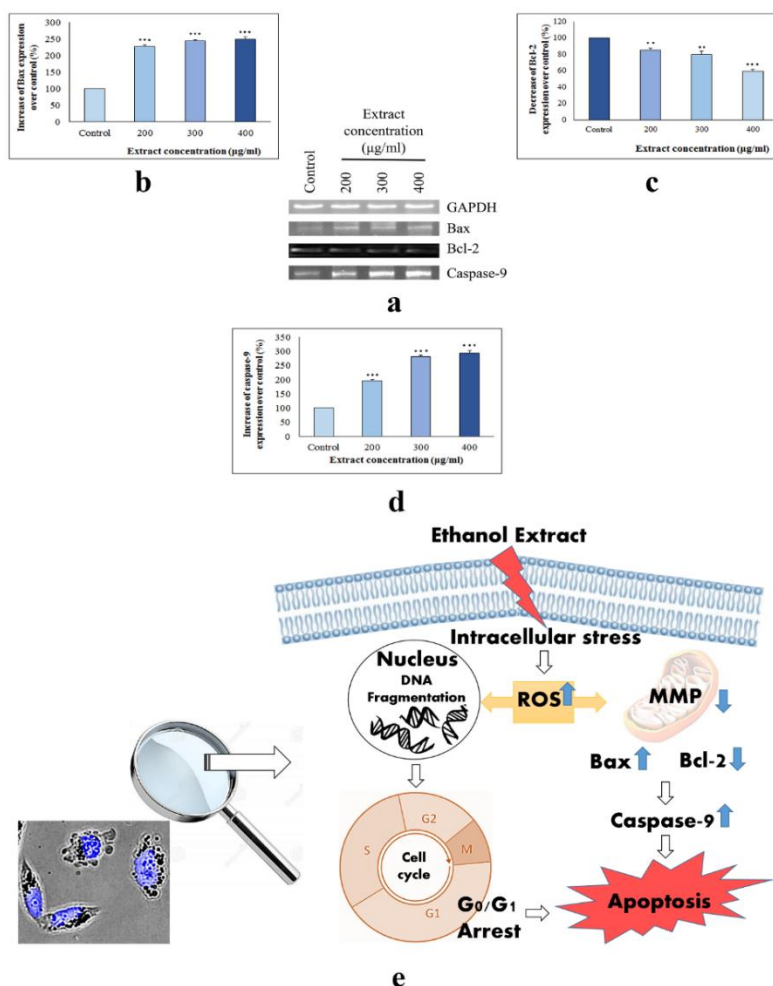 Increase of Bax expression
over control (%)
300
250
200
150
100
50
0
***
***
***
Control
200
300
400
Extract concentration (µg/ml)
b
Decrease of Bcl-2
expression over control (%)
120
100
80
60
40
20
0
**
**
***
Control
200
300
400
Extract concentration (µg/ml)
c
Extract
concentration
(µg/ml)
Control
200
300
400
GAPDH
Bax
Bcl-2
Caspase-9
a
Increase of caspase-9
expression over control (%)
350
300
250
200
150
100
50
0
***
***
***
Control
200
300
400
Extract concentration (µg/ml)
d
Ethanol Extract
Intracellular stress
Nucleus
DNA
Fragmentation
ROS
MMP
Bax
Bcl-2
Caspase-9
Apoptosis
G2
S
M
Cell
cycle
G1
G0/G1
Arrest
e